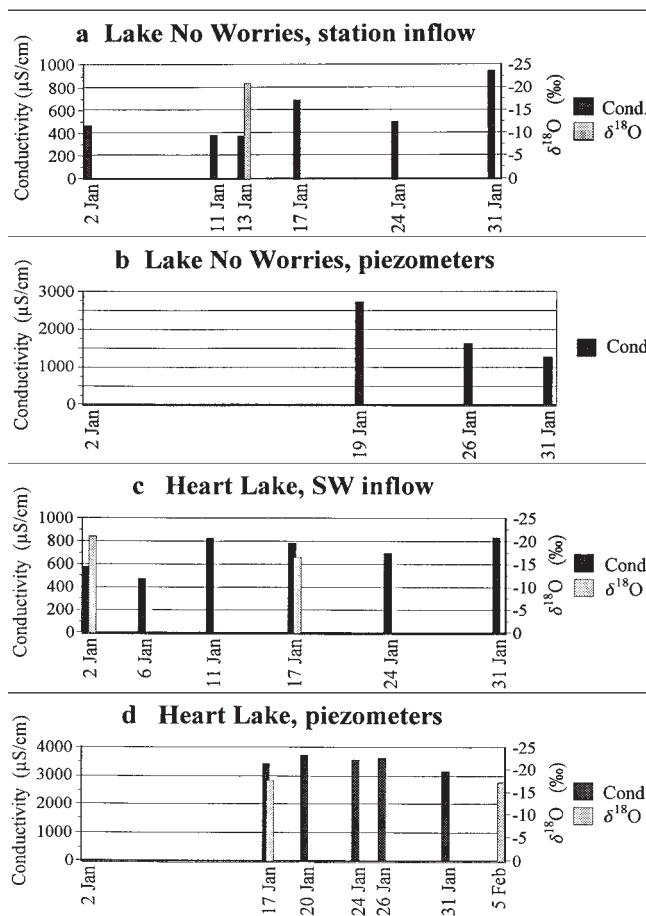 a Lake No Worries, station inflow
Conductivity (µS/cm)
1000
800
600
400
200
0
-25
-20
-15
-10
-5
0
δ18O (‰)
Cond.
δ18O
2 Jan
11 Jan
13 Jan
17 Jan
24 Jan
31 Jan
b Lake No Worries, piezometers
Conductivity (µS/cm)
3000
2000
1000
0
Cond
2 Jan
19 Jan
26 Jan
31 Jan
c Heart Lake, SW inflow
Conductivity (µS/cm)
1000
800
600
400
200
0
-25
-20
-15
-10
-5
0
δ18O (‰)
Cond
δ18O
2 Jan
6 Jan
11 Jan
17 Jan
24 Jan
31 Jan
d Heart Lake, piezometers
Conductivity (µS/cm)
4000
3000
2000
1000
0
-25
-20
-15
-10
-5
0
δ18O (‰)
Cond
δ18O
2 Jan
17 Jan
20 Jan
24 Jan
26 Jan
31 Jan
5 Feb